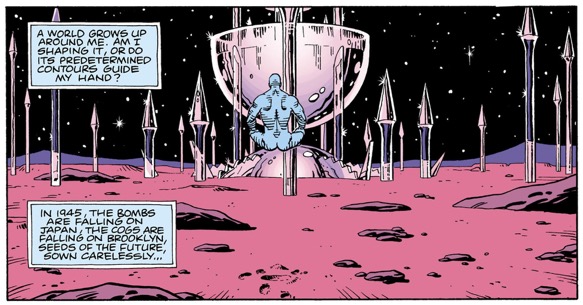 A WORLD GROWS UP
AROUND ME. AM I
SHAPING IT, OR DO
ITS PREDETERMINED
CONTOURS GUIDE
MY HAND?
IN 1945, THE BOMBS
ARE FALLING ON
JAPAN, THE COGS ARE
FALLING ON BROOKLYN,
SEEDS OF THE FUTURE,
SOWN CARELESSLY...